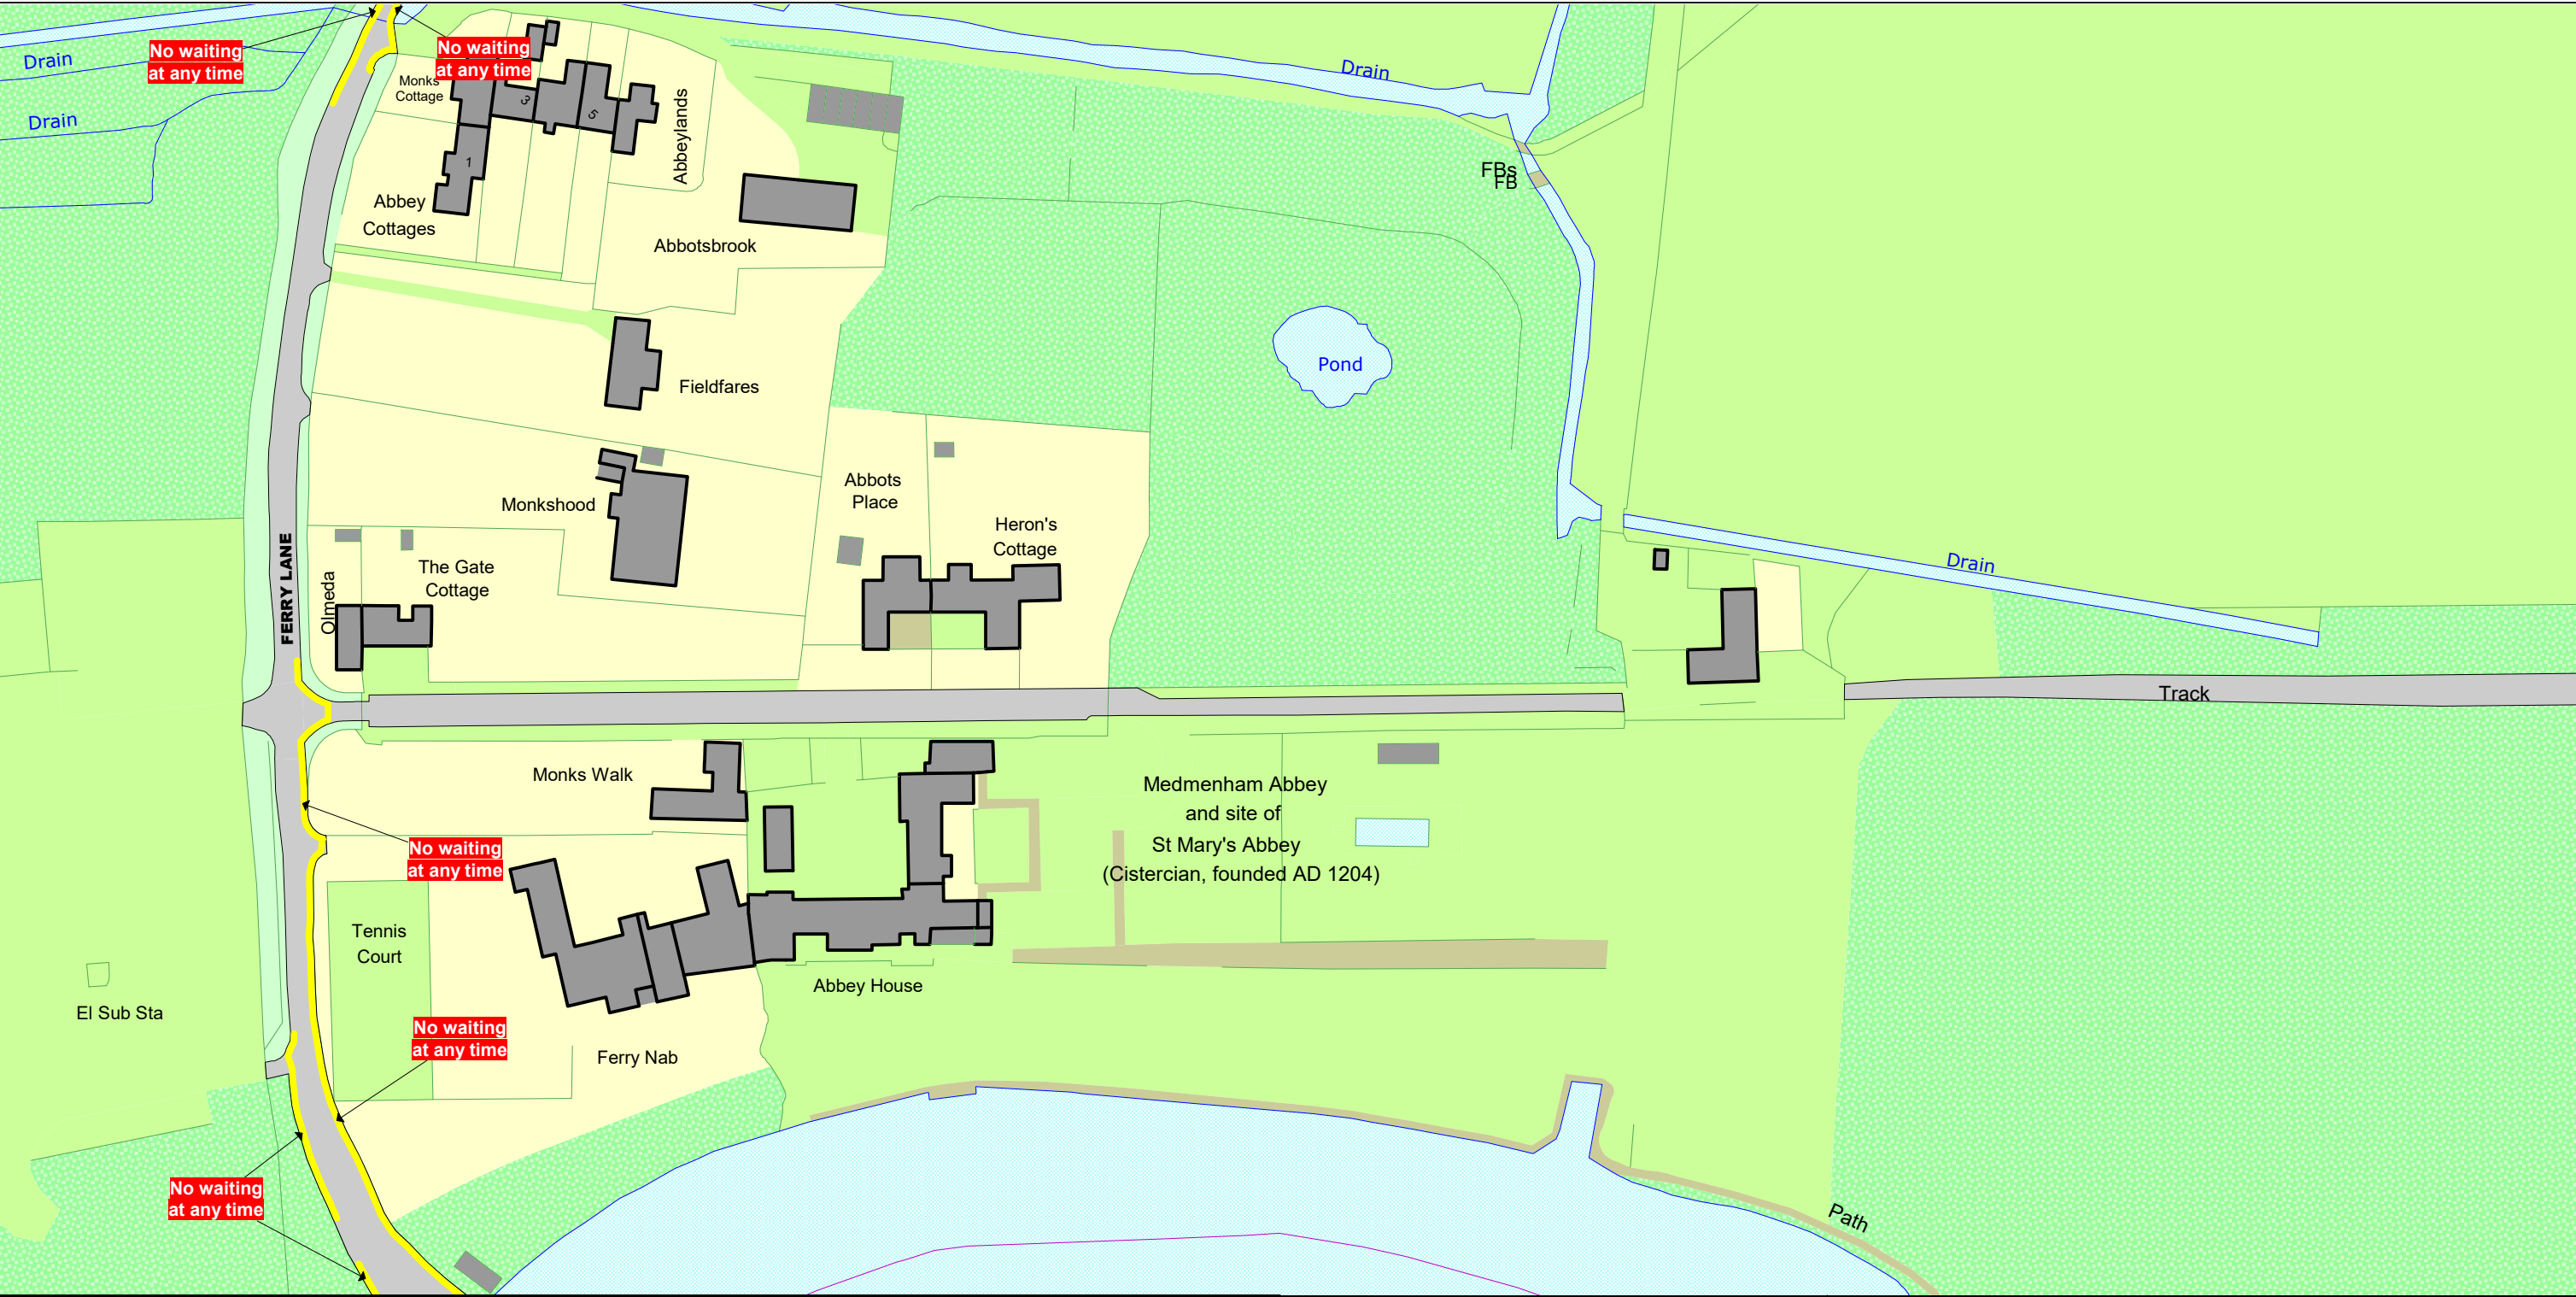 No waiting
at any time
No waiting
at any time
Drain
Drain
Drain
Monks
Cottage
3
5
1
Abbeylands
Abbey
Cottages
Abbotsbrook
FBs
FB
Pond
Fieldfares
Monkshood
Abbots
Place
Heron's
Cottage
FERRY LANE
Olmeda
The Gate
Cottage
Drain
Track
Monks Walk
Medmenham Abbey
and site of
St Mary's Abbey
(Cistercian, founded AD 1204)
No waiting
at any time
Tennis
Court
Abbey House
El Sub Sta
No waiting
at any time
Ferry Nab
No waiting
at any time
Path